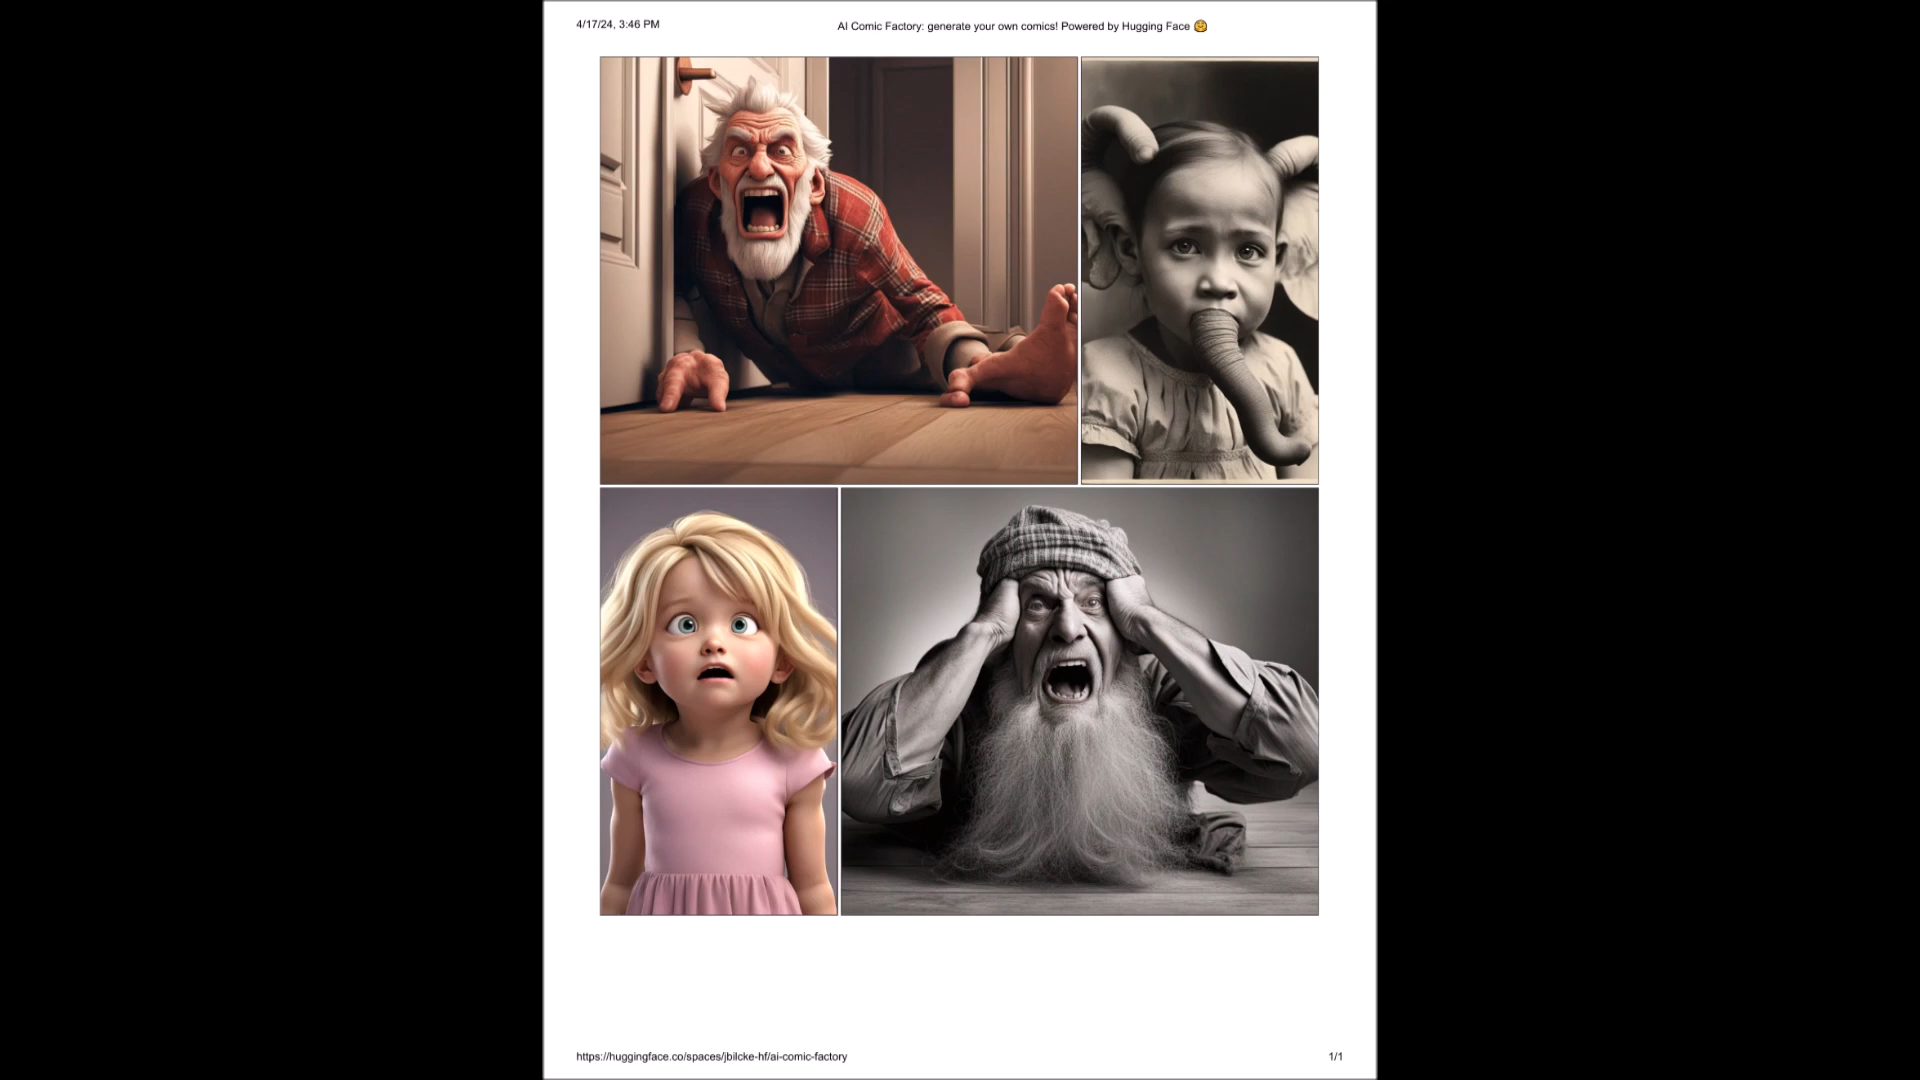 4/17/24, 3:46 PM
AI Comic Factory: generate your own comics! Powered by Hugging Face 🤗
https://huggingface.co/spaces/jbilcke-hf/ai-comic-factory
1/1